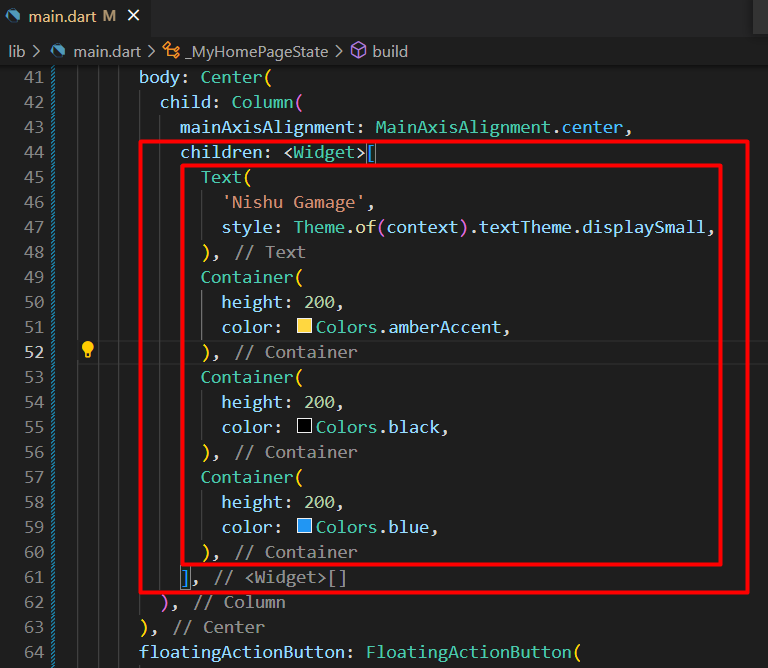 main.dart M ✕
lib > main.dart > _MyHomePageState > build
41 body: Center(
42 child: Column(
43 mainAxisAlignment: MainAxisAlignment.center,
44 children: <Widget>[
45 Text(
46 'Nishu Gamage',
47 style: Theme.of(context).textTheme.displaySmall,
48 ), // Text
49 Container(
50 height: 200,
51 color: Colors.amberAccent,
52 ), // Container
53 Container(
54 height: 200,
55 color: Colors.black,
56 ), // Container
57 Container(
58 height: 200,
59 color: Colors.blue,
60 ), // Container
61 ], // <Widget>[]
62 ), // Column
63 ), // Center
64 floatingActionButton: FloatingActionButton(